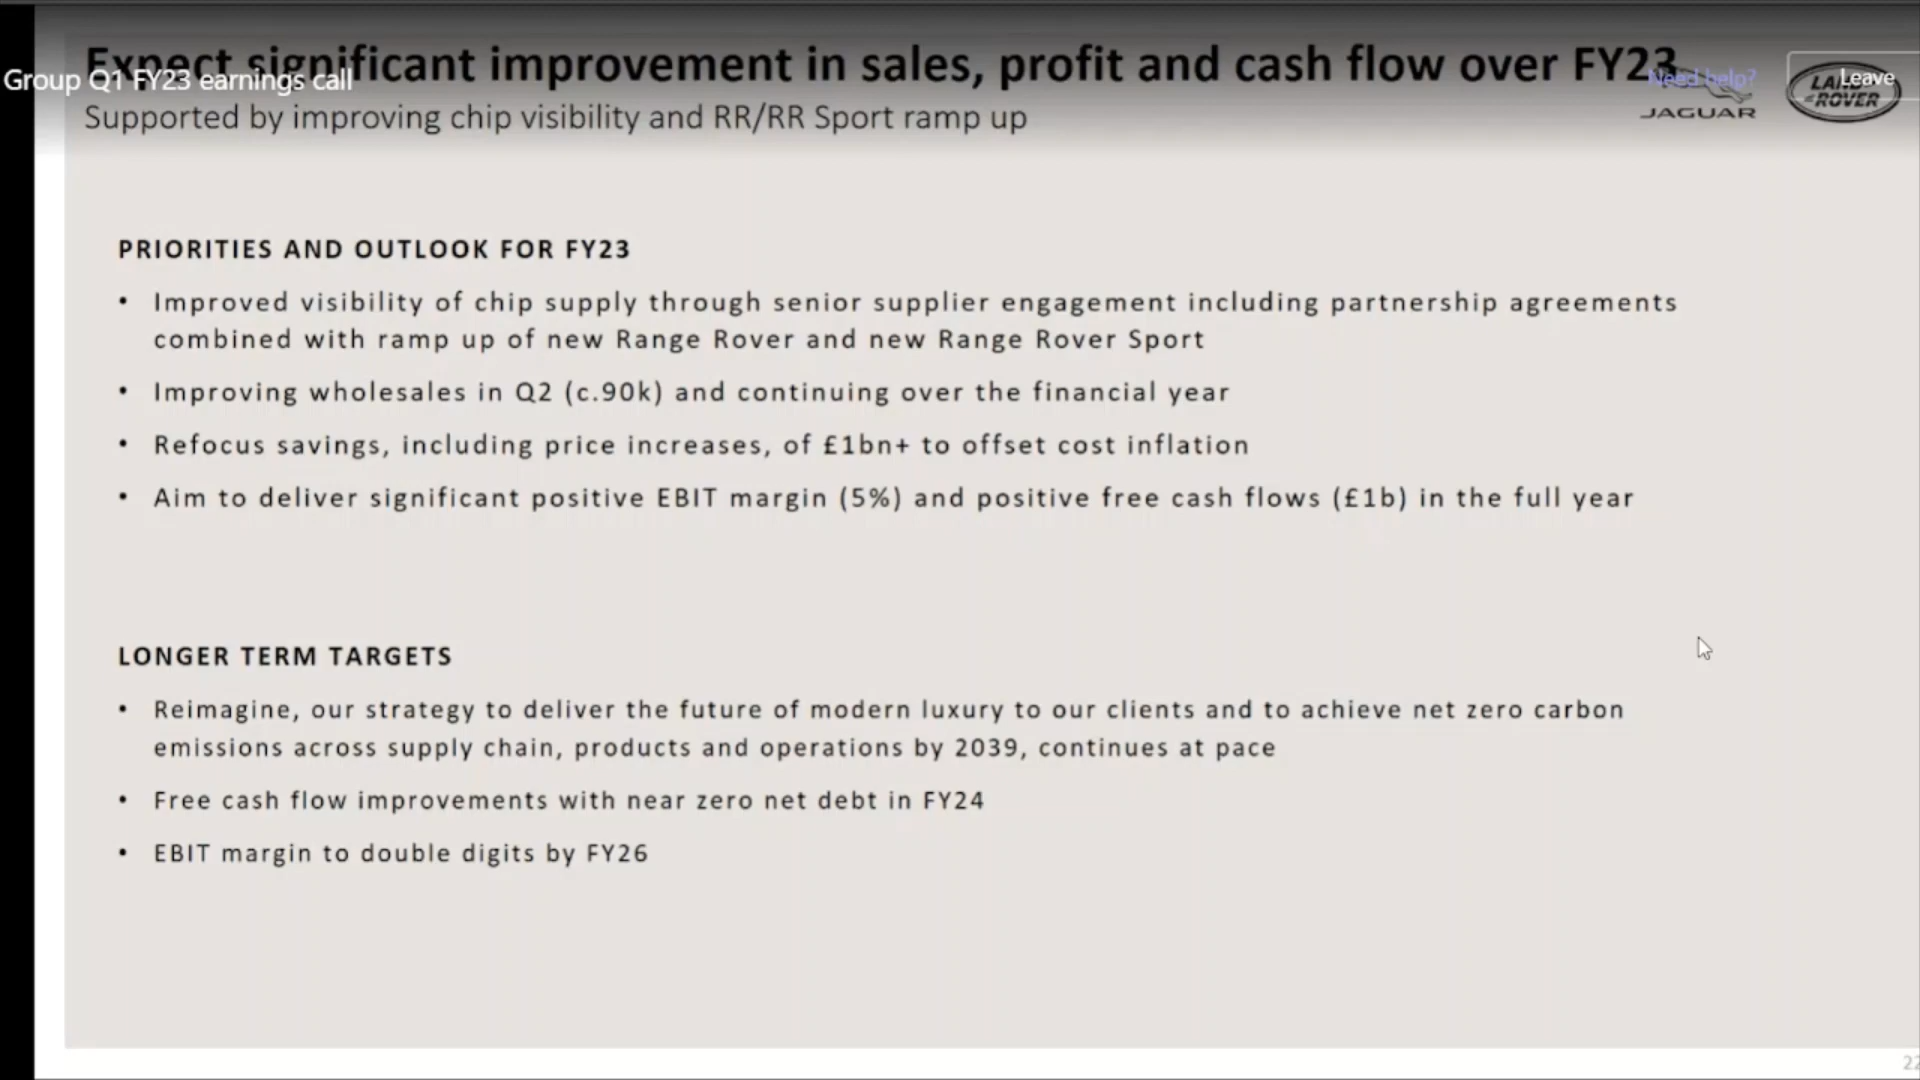 Expect significant improvement in sales, profit and cash flow over FY23
Group Q1 FY23 earnings call
Need help?
Leave
JAGUAR
LAND
ROVER
Supported by improving chip visibility and RR/RR Sport ramp up
PRIORITIES AND OUTLOOK FOR FY23
• Improved visibility of chip supply through senior supplier engagement including partnership agreements
combined with ramp up of new Range Rover and new Range Rover Sport
• Improving wholesales in Q2 (c.90k) and continuing over the financial year
• Refocus savings, including price increases, of £1bn+ to offset cost inflation
• Aim to deliver significant positive EBIT margin (5%) and positive free cash flows (£1b) in the full year
LONGER TERM TARGETS
• Reimagine, our strategy to deliver the future of modern luxury to our clients and to achieve net zero carbon
emissions across supply chain, products and operations by 2039, continues at pace
• Free cash flow improvements with near zero net debt in FY24
• EBIT margin to double digits by FY26
22